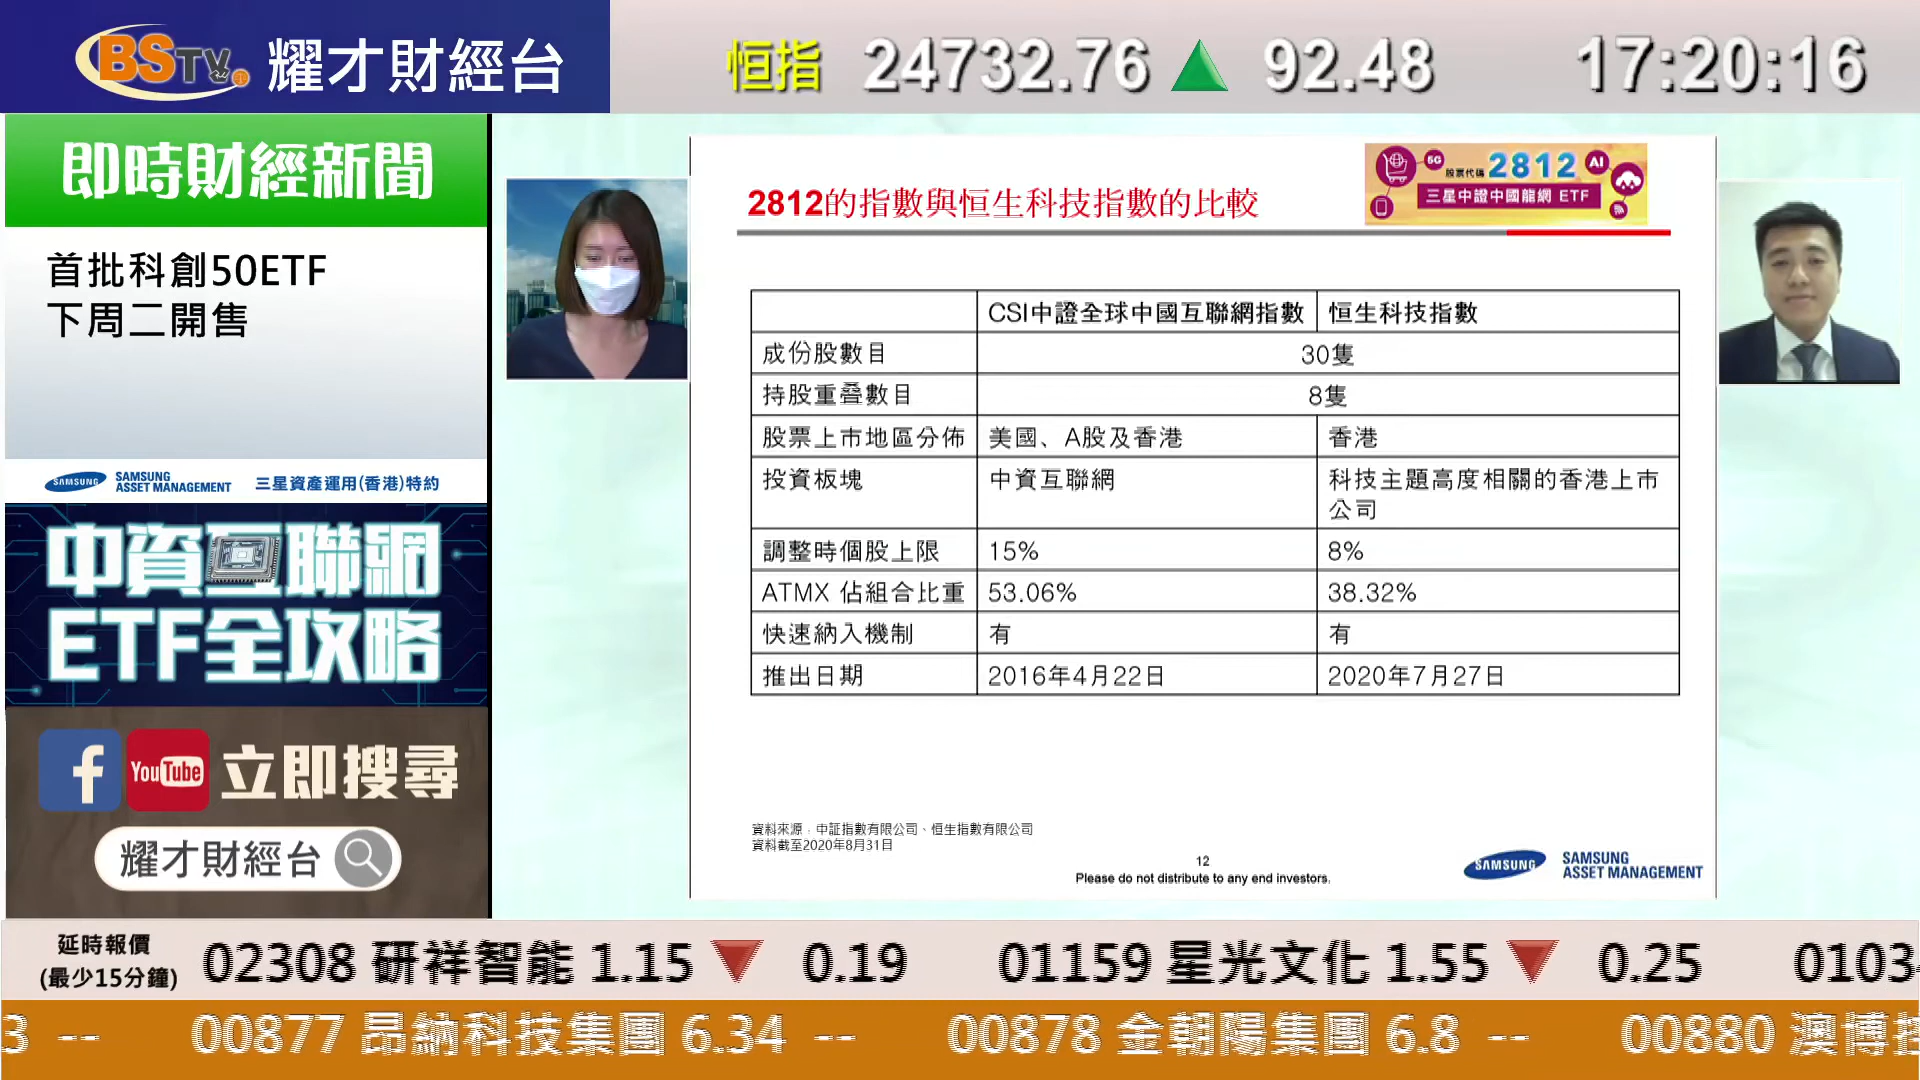 BSTV 耀才財經台
恒指 24732.76 ▲ 92.48 17:20:16
即時財經新聞
首批科創50ETF
下周二開售
SAMSUNG SAMSUNG ASSET MANAGEMENT 三星資產運用(香港)特約
中資互聯網
ETF全攻略
f YouTube 立即搜尋
耀才財經台
2812的指數與恒生科技指數的比較
5G 股票代碼 2812 AI
三星中證中國龍網 ETF
CSI中證全球中國互聯網指數 恒生科技指數
成份股數目 30隻
持股重叠數目 8隻
股票上市地區分佈 美國、A股及香港 香港
投資板塊 中資互聯網 科技主題高度相關的香港上市
公司
調整時個股上限 15% 8%
ATMX 佔組合比重 53.06% 38.32%
快速納入機制 有 有
推出日期 2016年4月22日 2020年7月27日
資料來源﹕中証指數有限公司、恒生指數有限公司
資料截至2020年8月31日
12
Please do not distribute to any end investors.
SAMSUNG SAMSUNG
ASSET MANAGEMENT
延時報價
(最少15分鐘)
02308 研祥智能 1.15 ▼ 0.19 01159 星光文化 1.55 ▼ 0.25 0103
3 -- 00877 昂納科技集團 6.34 -- 00878 金朝陽集團 6.8 -- 00880 澳博控